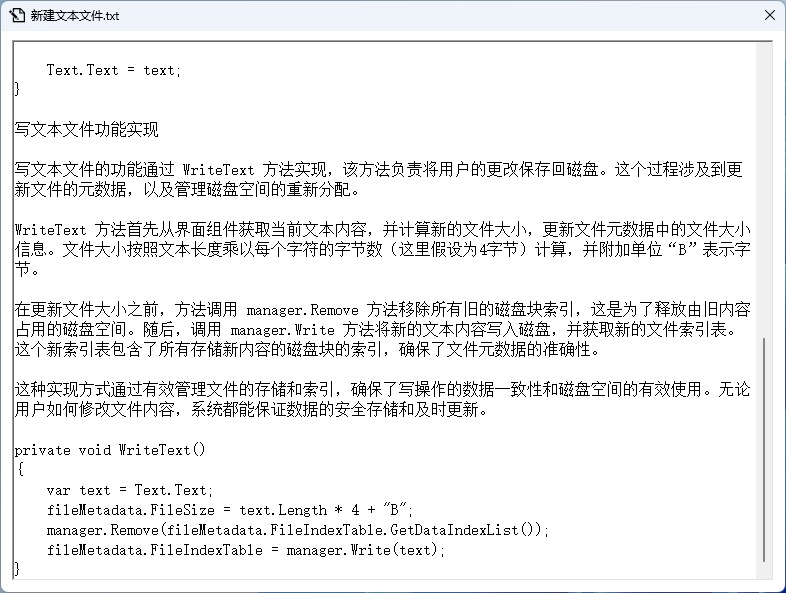 新建文本文件.txt
    Text.Text = text;
}
写文本文件功能实现
写文本文件的功能通过 WriteText 方法实现，该方法负责将用户的更改保存回磁盘。这个过程涉及到更
新文件的元数据，以及管理磁盘空间的重新分配。
WriteText 方法首先从界面组件获取当前文本内容，并计算新的文件大小，更新文件元数据中的文件大小
信息。文件大小按照文本长度乘以每个字符的字节数（这里假设为4字节）计算，并附加单位“B”表示字
节。
在更新文件大小之前，方法调用 manager.Remove 方法移除所有旧的磁盘块索引，这是为了释放由旧内容
占用的磁盘空间。随后，调用 manager.Write 方法将新的文本内容写入磁盘，并获取新的文件索引表。
这个新索引表包含了所有存储新内容的磁盘块的索引，确保了文件元数据的准确性。
这种实现方式通过有效管理文件的存储和索引，确保了写操作的数据一致性和磁盘空间的有效使用。无论
用户如何修改文件内容，系统都能保证数据的安全存储和及时更新。
private void WriteText()
{
    var text = Text.Text;
    fileMetadata.FileSize = text.Length * 4 + "B";
    manager.Remove(fileMetadata.FileIndexTable.GetDataIndexList());
    fileMetadata.FileIndexTable = manager.Write(text);
}